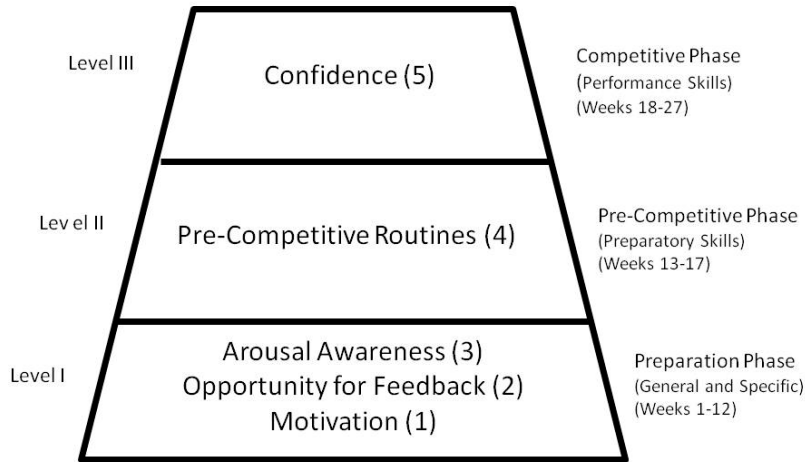 Level III
Confidence (5)
Competitive Phase
(Performance Skills)
(Weeks 18-27)
Level II
Pre-Competitive Routines (4)
Pre-Competitive Phase
(Preparatory Skills)
(Weeks 13-17)
Level I
Arousal Awareness (3)
Opportunity for Feedback (2)
Motivation (1)
Preparation Phase
(General and Specific)
(Weeks 1-12)